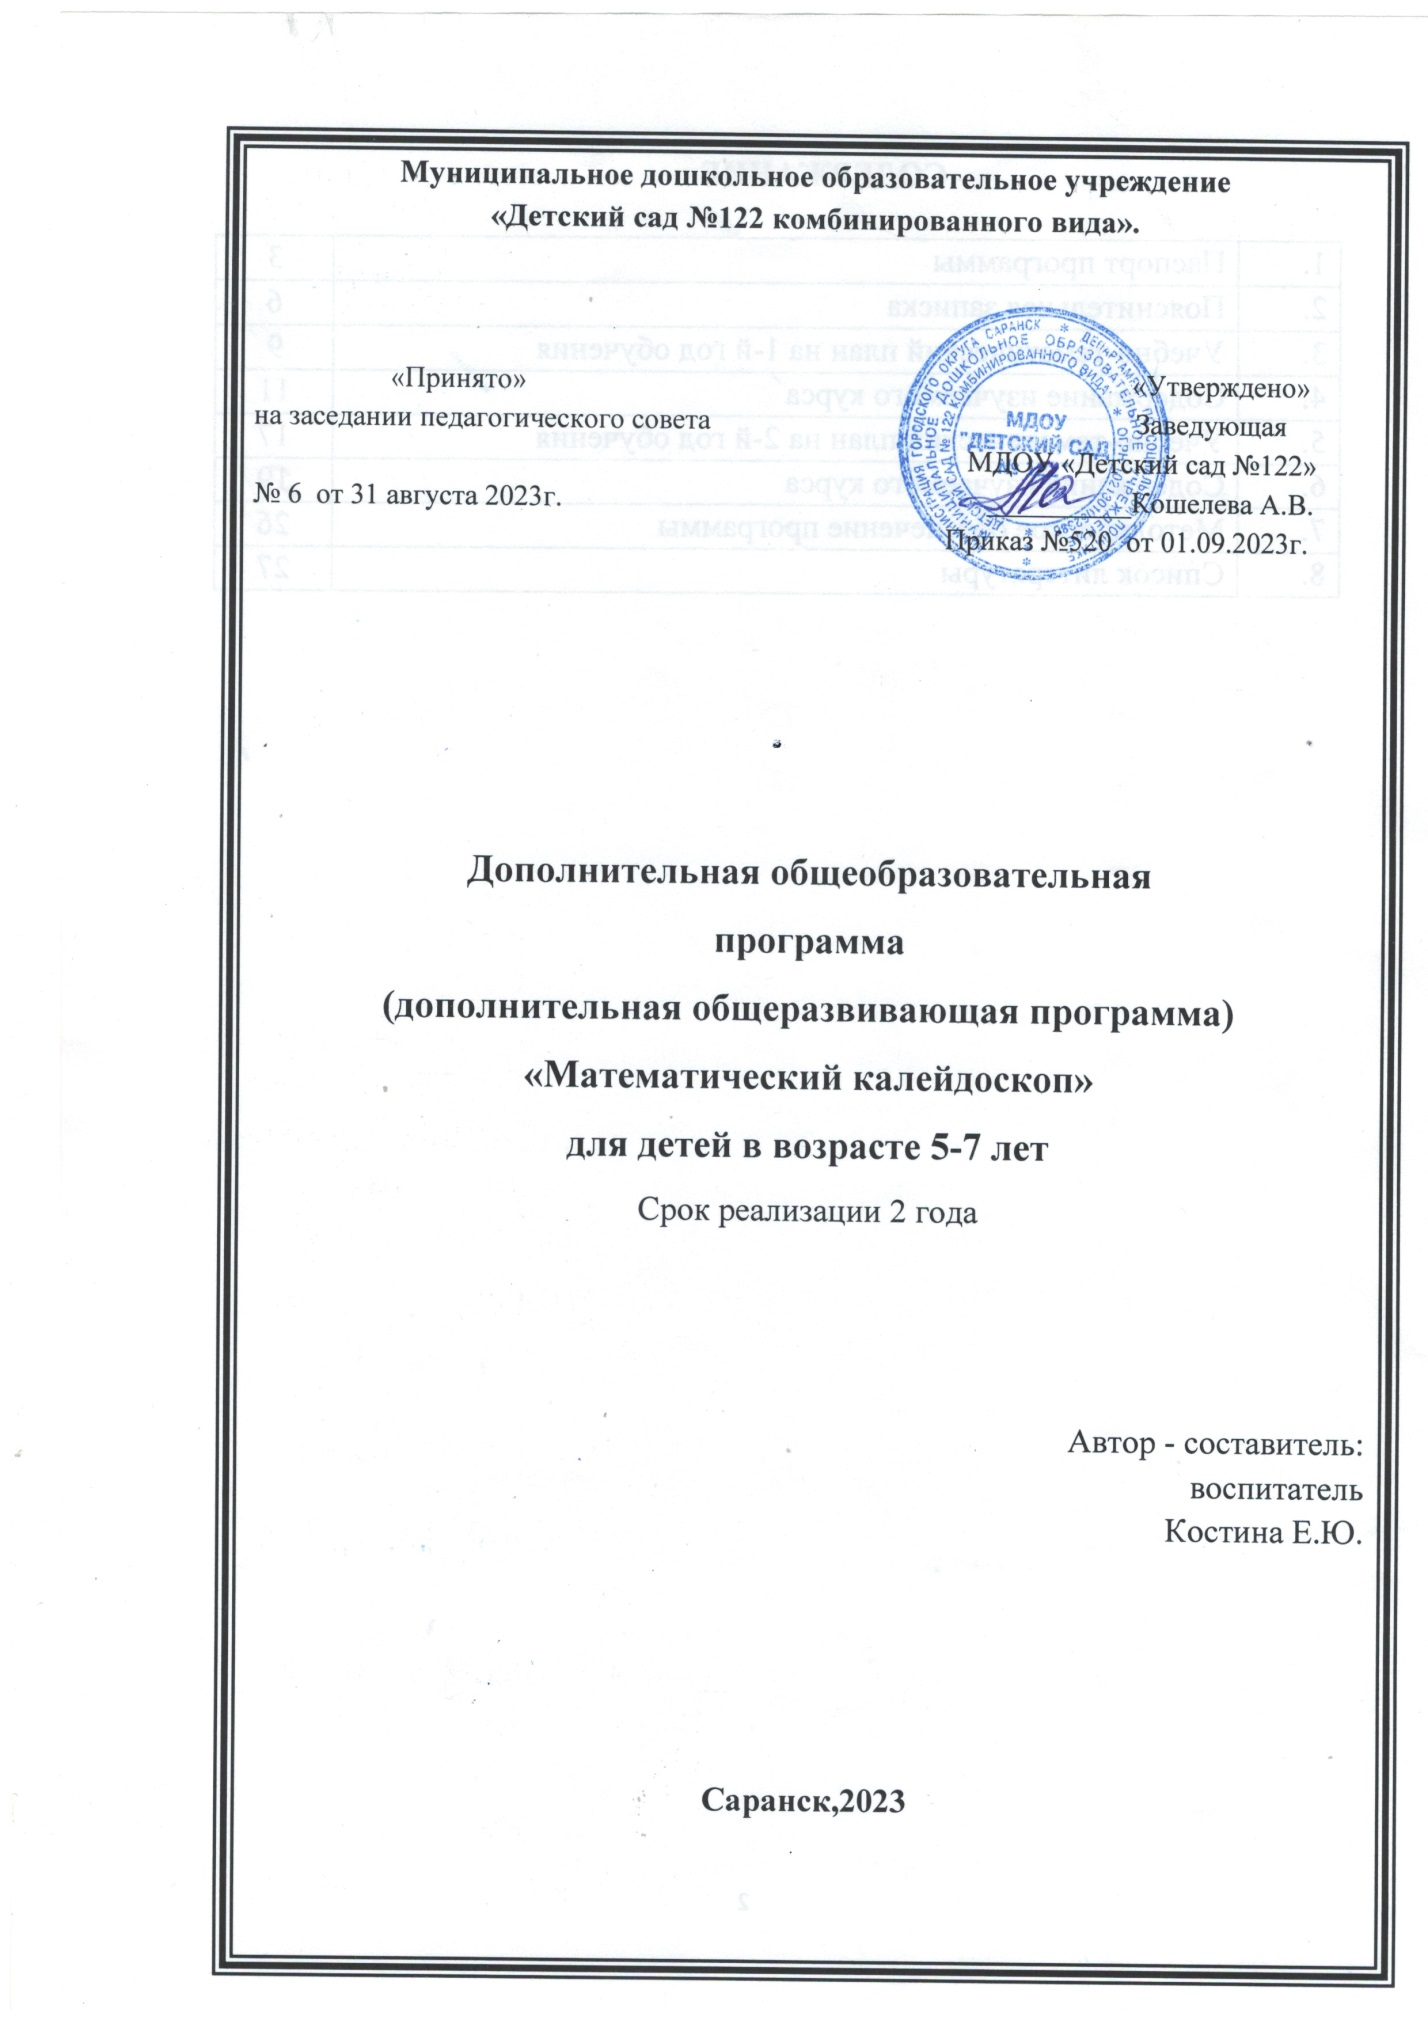 Муниципальное дошкольное образовательное учреждение
«Детский сад №122 комбинированного вида».
«Принято»
на заседании педагогического совета
№ 6 от 31 августа 2023г.
«Утверждено»
Заведующая
МДОУ «Детский сад №122»
Кошелева А.В.
Приказ №520 от 01.09.2023г.
МДОУ
"ДЕТСКИЙ САД
Дополнительная общеобразовательная
программа
(дополнительная общеразвивающая программа)
«Математический калейдоскоп»
для детей в возрасте 5-7 лет
Срок реализации 2 года
Автор - составитель:
воспитатель
Костина Е.Ю.
Саранск,2023